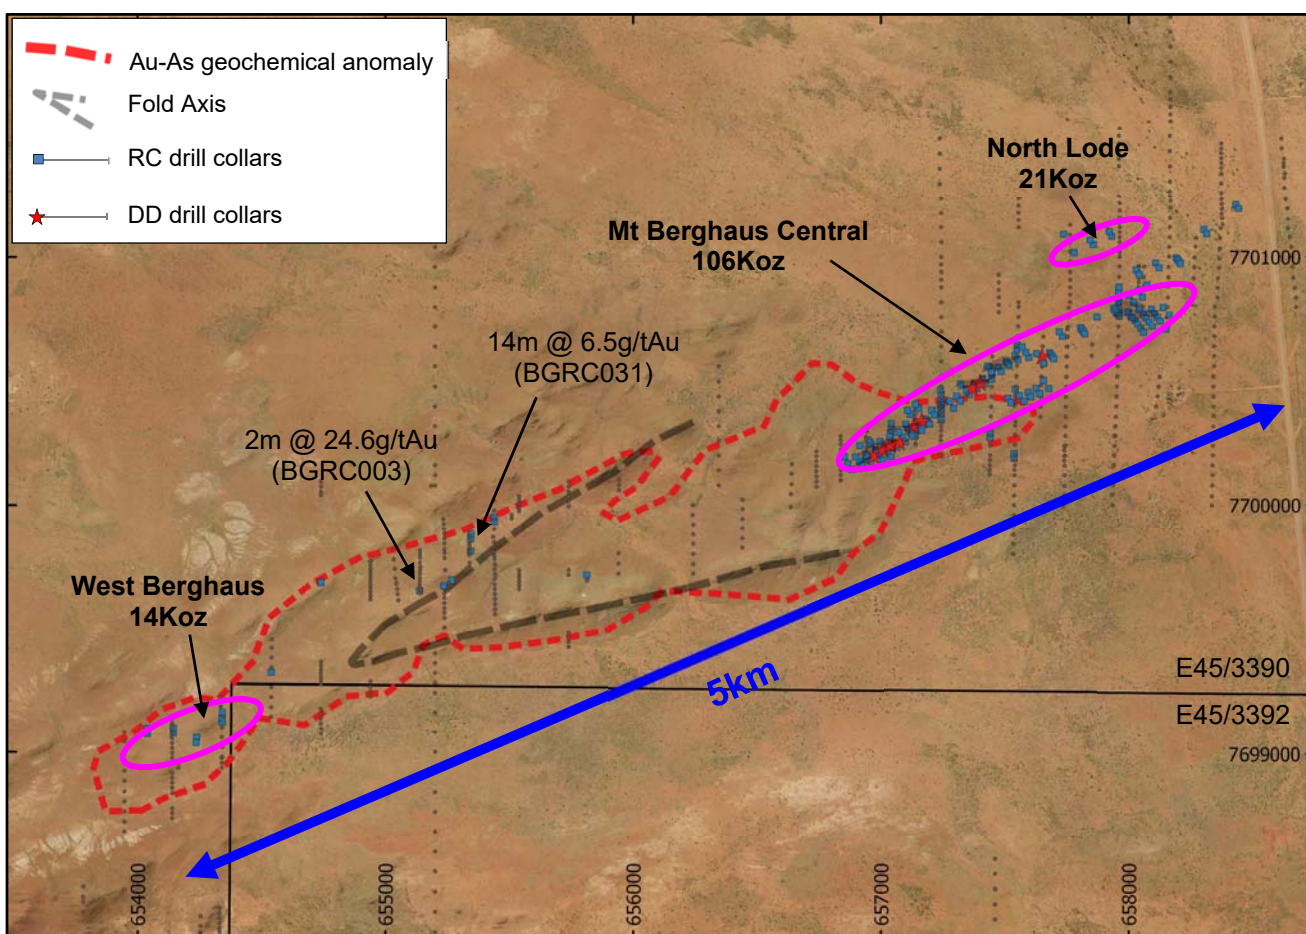 Au-As geochemical anomaly
Fold Axis
RC drill collars
DD drill collars
North Lode
21Koz
Mt Berghaus Central
106Koz
7701000
14m @ 6.5g/tAu
(BGRC031)
2m @ 24.6g/tAu
(BGRC003)
7700000
West Berghaus
14Koz
5km
E45/3390
E45/3392
7699000
654000
655000
656000
657000
658000